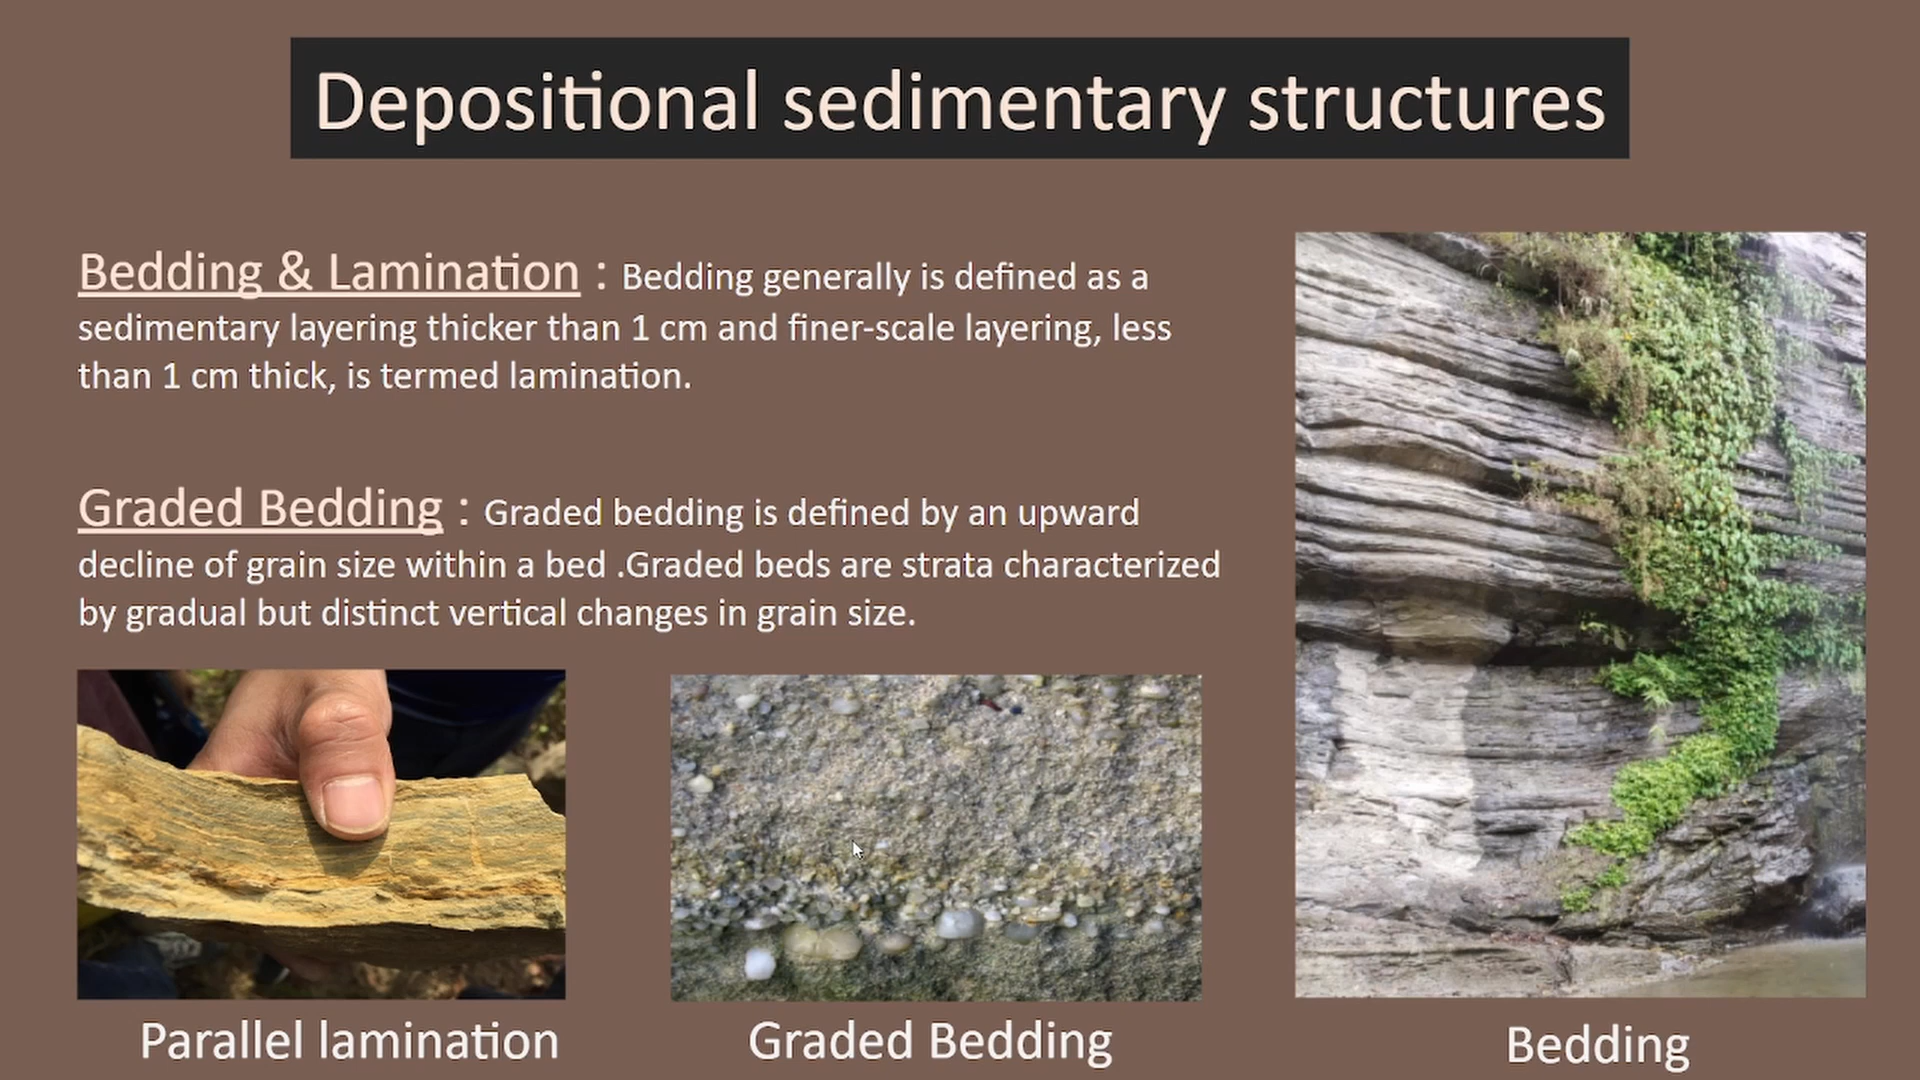 Depositional sedimentary structures
Bedding & Lamination : Bedding generally is defined as a
sedimentary layering thicker than 1 cm and finer-scale layering, less
than 1 cm thick, is termed lamination.
Graded Bedding : Graded bedding is defined by an upward
decline of grain size within a bed .Graded beds are strata characterized
by gradual but distinct vertical changes in grain size.
Parallel lamination
Graded Bedding
Bedding